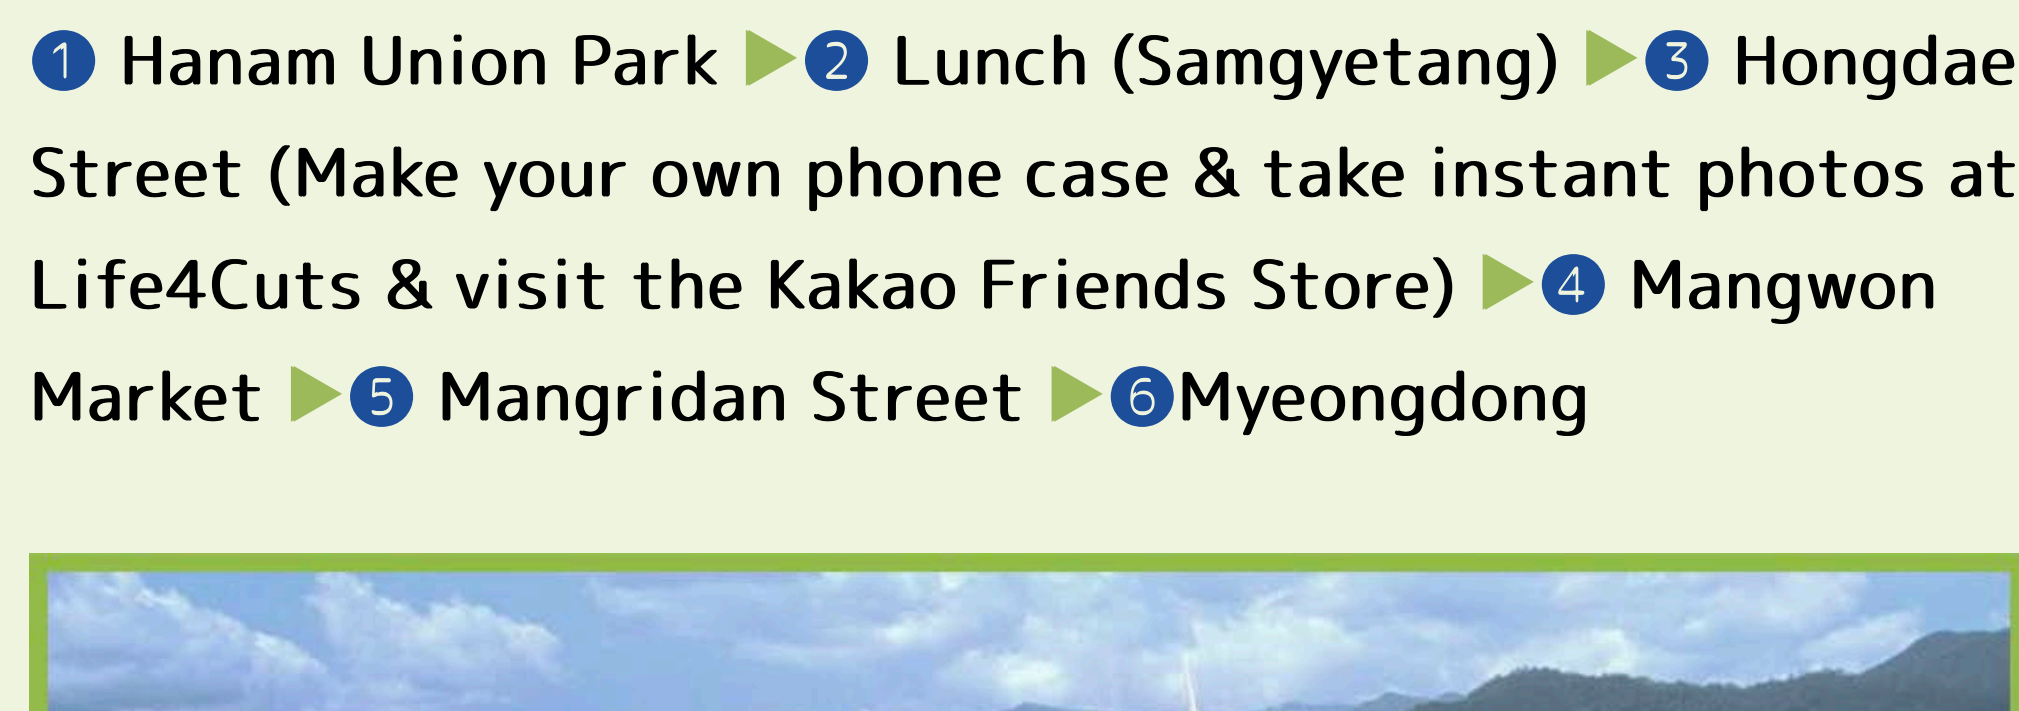 ❶ Hanam Union Park ▶❷ Lunch (Samgyetang) ▶❸ Hongdae
Street (Make your own phone case & take instant photos at
Life4Cuts & visit the Kakao Friends Store) ▶❹ Mangwon
Market ▶❺ Mangridan Street ▶❻Myeongdong